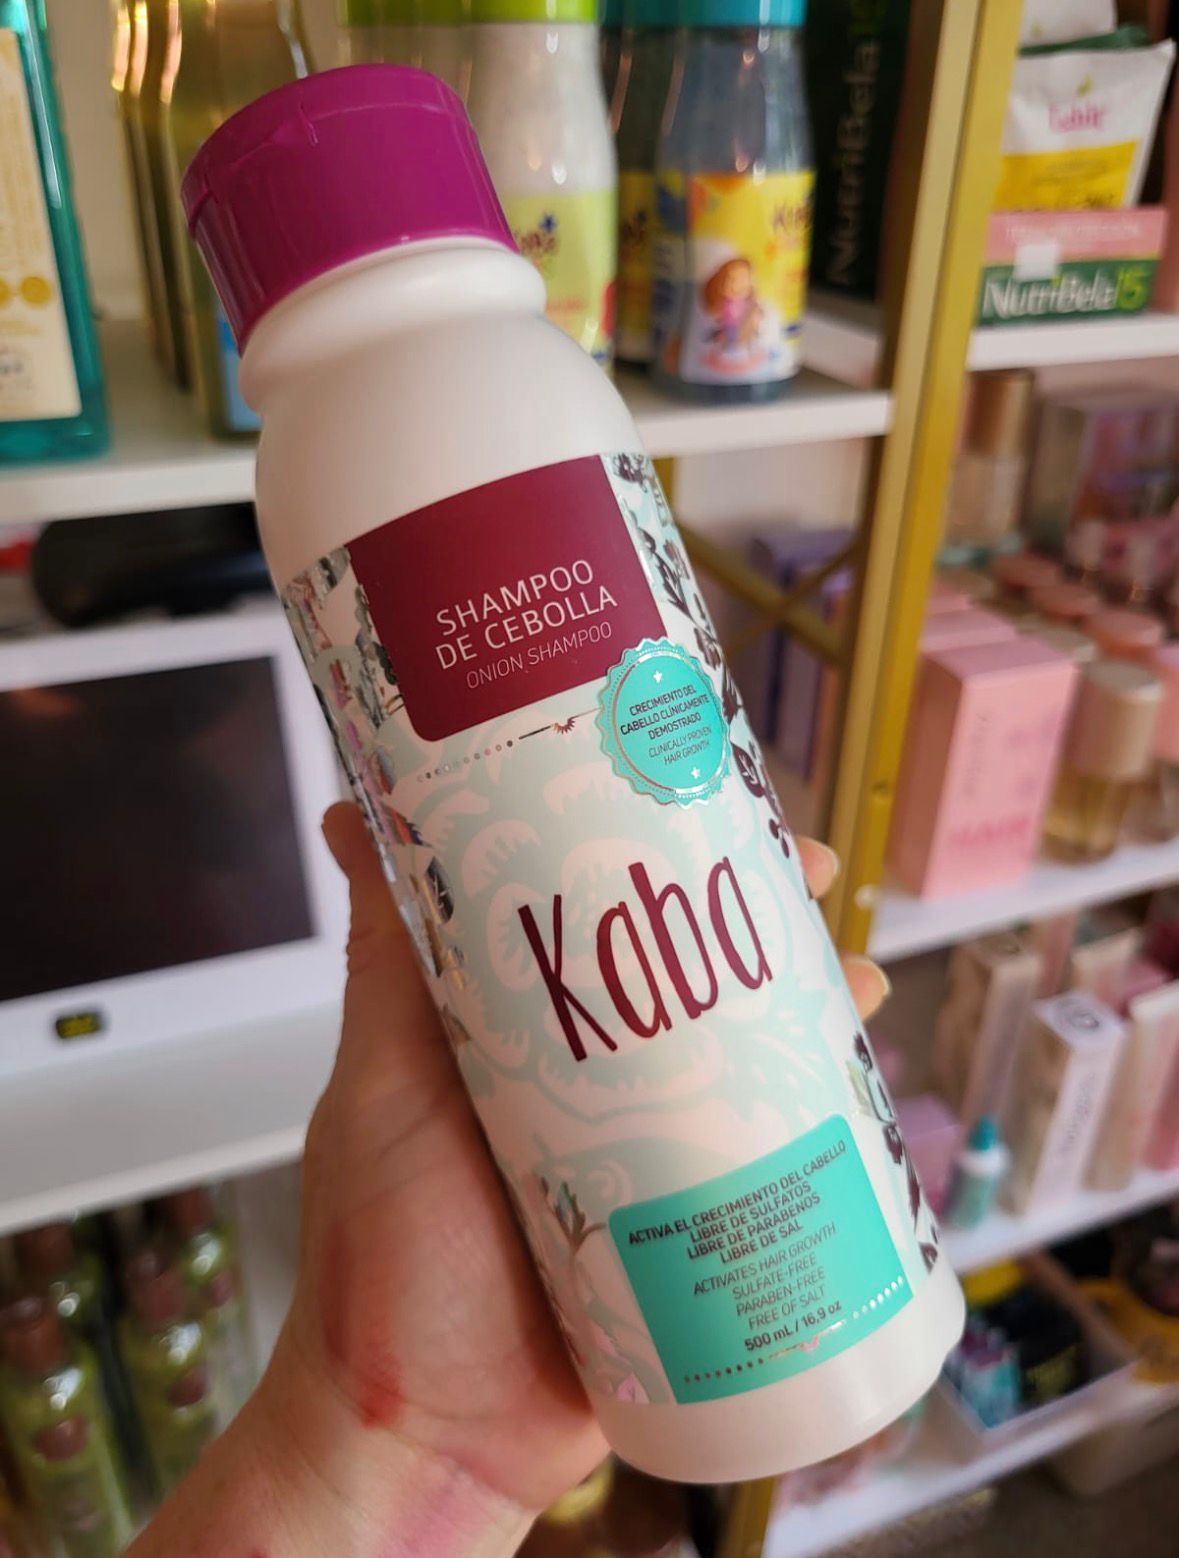 NutriBela15
NutriBela15
SHAMPOO
DE CEBOLLA
ONION SHAMPOO
CRECIMIENTO DEL
CABELLO CLÍNICAMENTE
DEMOSTRADO
CLINICALLY PROVEN
HAIR GROWTH
Kaba
ACTIVA EL CRECIMIENTO DEL CABELLO
LIBRE DE SULFATOS
LIBRE DE PARABENOS
LIBRE DE SAL
ACTIVATES HAIR GROWTH
SULFATE-FREE
PARABEN-FREE
FREE OF SALT
500 mL / 16,9 oz
HAIR